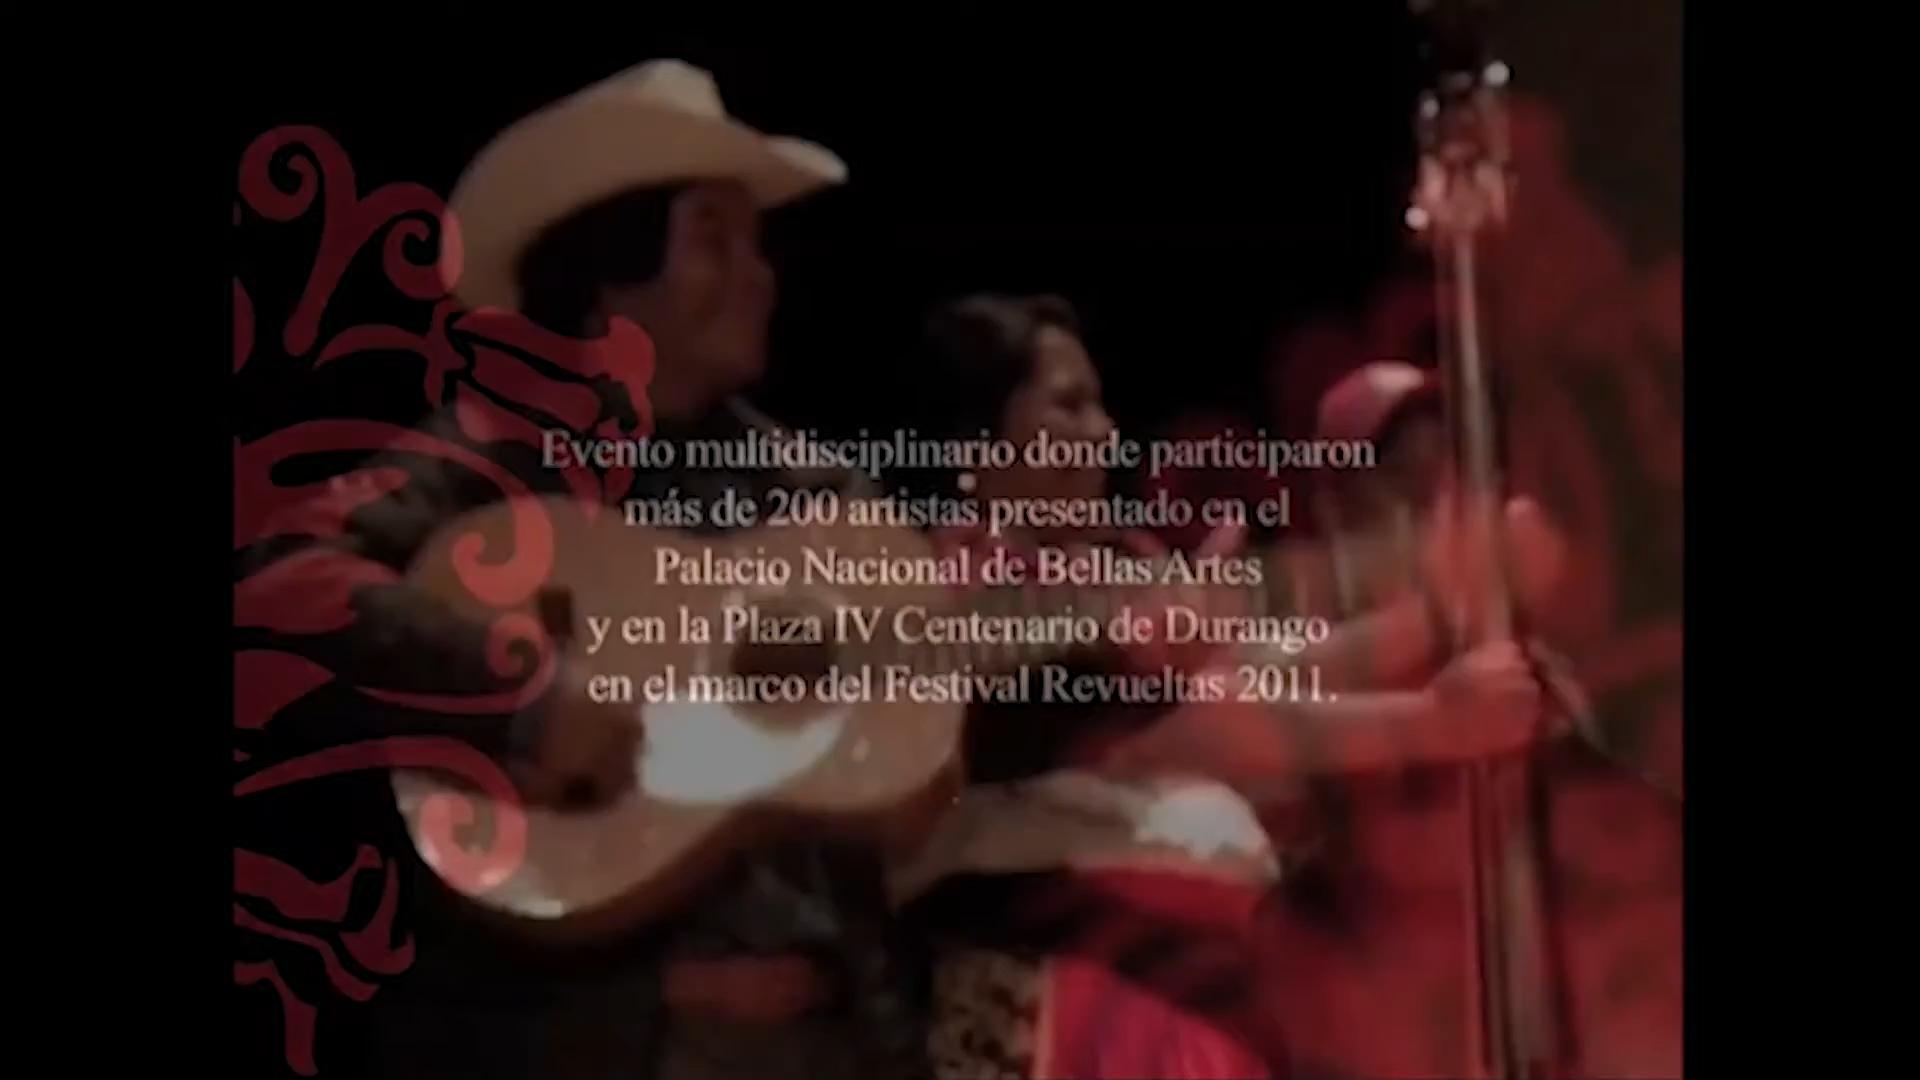 Evento multidisciplinario donde participaron
más de 200 artistas presentado en el
Palacio Nacional de Bellas Artes
y en la Plaza IV Centenario de Durango
en el marco del Festival Revueltas 2011.